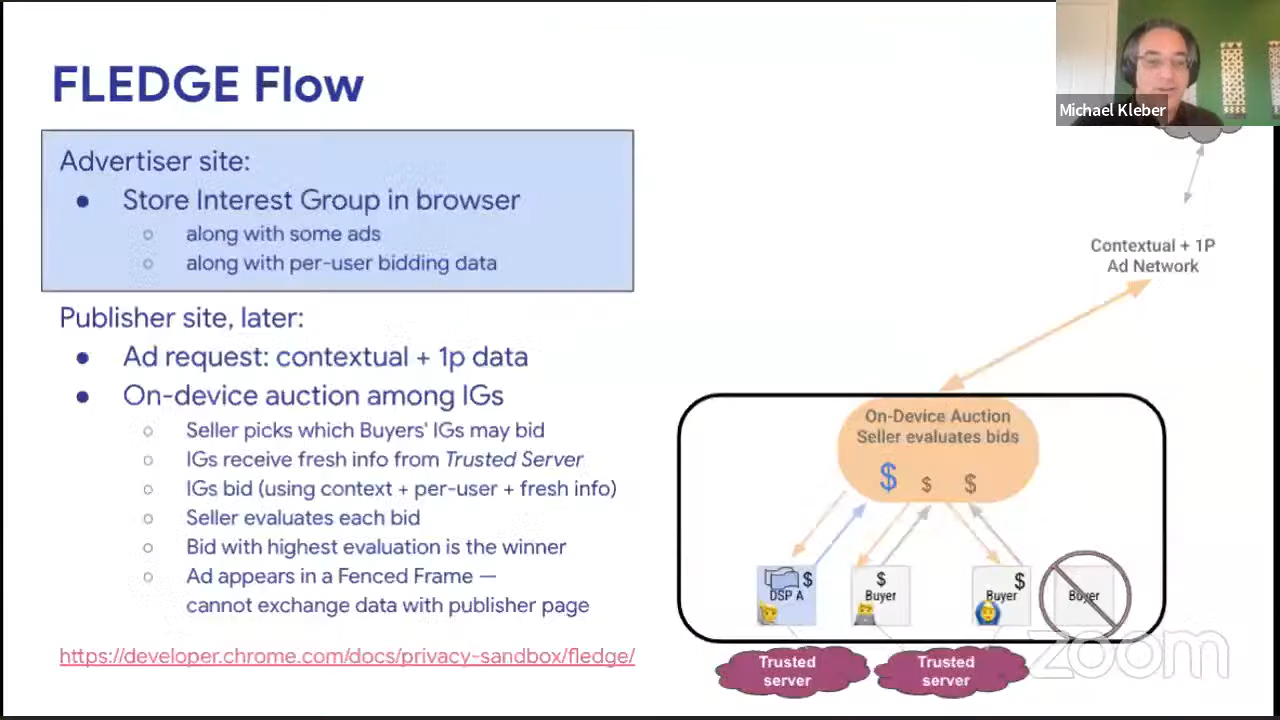 FLEDGE Flow
Michael Kleber
Advertiser site:
● Store Interest Group in browser
○ along with some ads
○ along with per-user bidding data
Publisher site, later:
● Ad request: contextual + 1p data
● On-device auction among IGs
○ Seller picks which Buyers' IGs may bid
○ IGs receive fresh info from Trusted Server
○ IGs bid (using context + per-user + fresh info)
○ Seller evaluates each bid
○ Bid with highest evaluation is the winner
○ Ad appears in a Fenced Frame —
cannot exchange data with publisher page
https://developer.chrome.com/docs/privacy-sandbox/fledge/
Contextual + 1P
Ad Network
On-Device Auction
Seller evaluates bids
$ $ $
$ $ $
DSP A Buyer Buyer Buyer
Trusted
server
Trusted
server
zoom